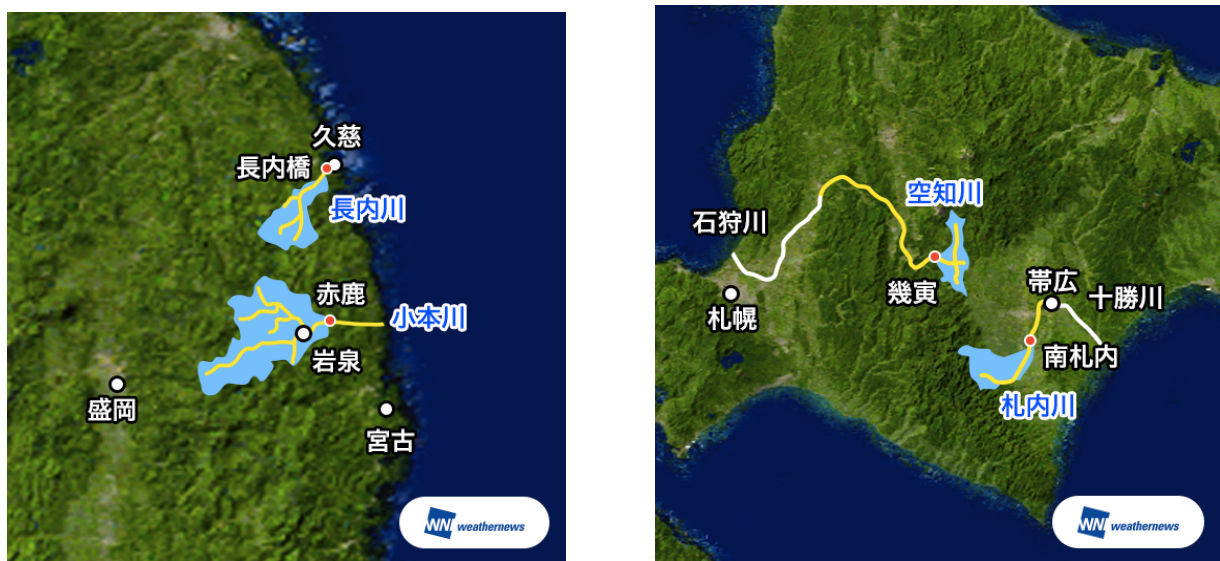 久慈
長内橋
長内川
赤鹿
小本川
岩泉
盛岡
宮古
WN weathernews
空知川
石狩川
幾寅
帯広
十勝川
札幌
南札内
札内川
WN weathernews